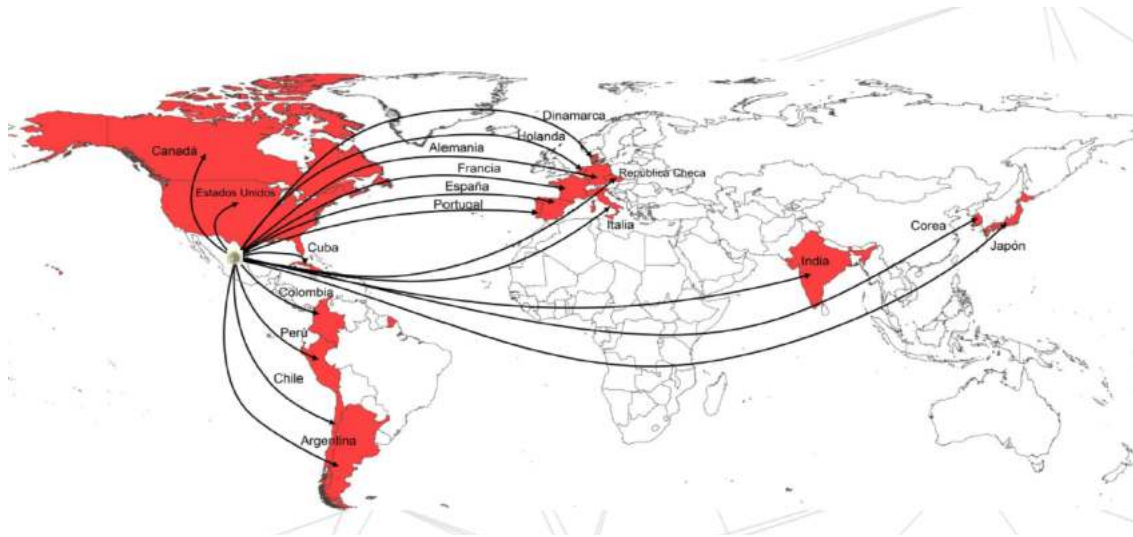 Dinamarca
Holanda
Canadá
Alemania
Francia
República Checa
Estados Unidos
España
Portugal
Italia
Corea
Japón
Cuba
India
Colombia
Perú
Chile
Argentina